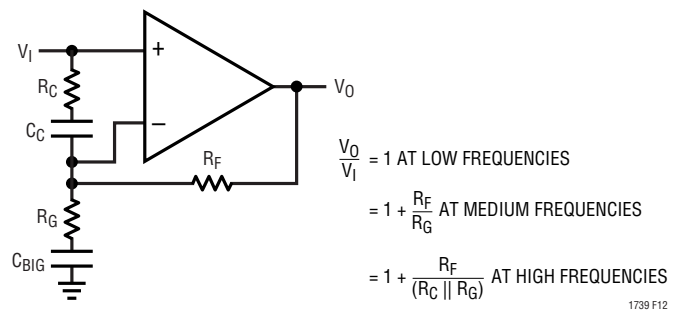 V_I
+
R_C
C_C
−
V_O
R_F
R_G
C_BIG
V_O/V_I = 1 AT LOW FREQUENCIES
= 1 + R_F/R_G AT MEDIUM FREQUENCIES
= 1 + R_F/(R_C || R_G) AT HIGH FREQUENCIES
1739 F12